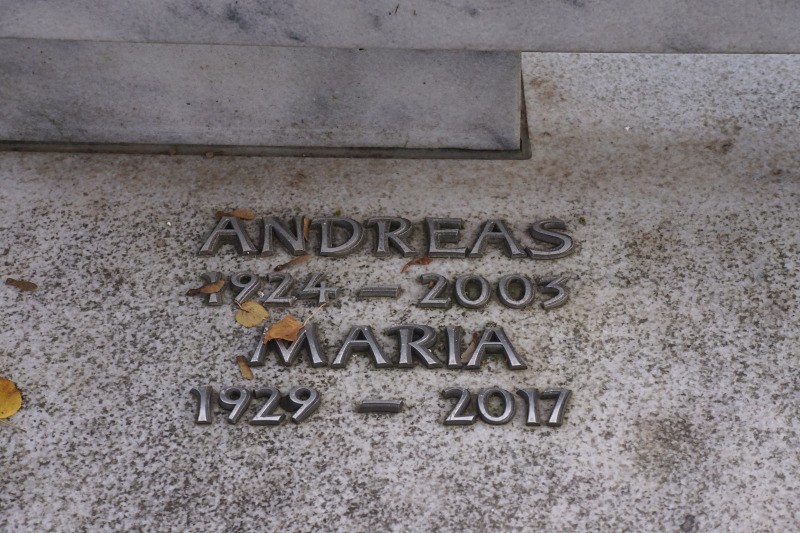 ANDREAS
1924 – 2003
MARIA
1929 – 2017